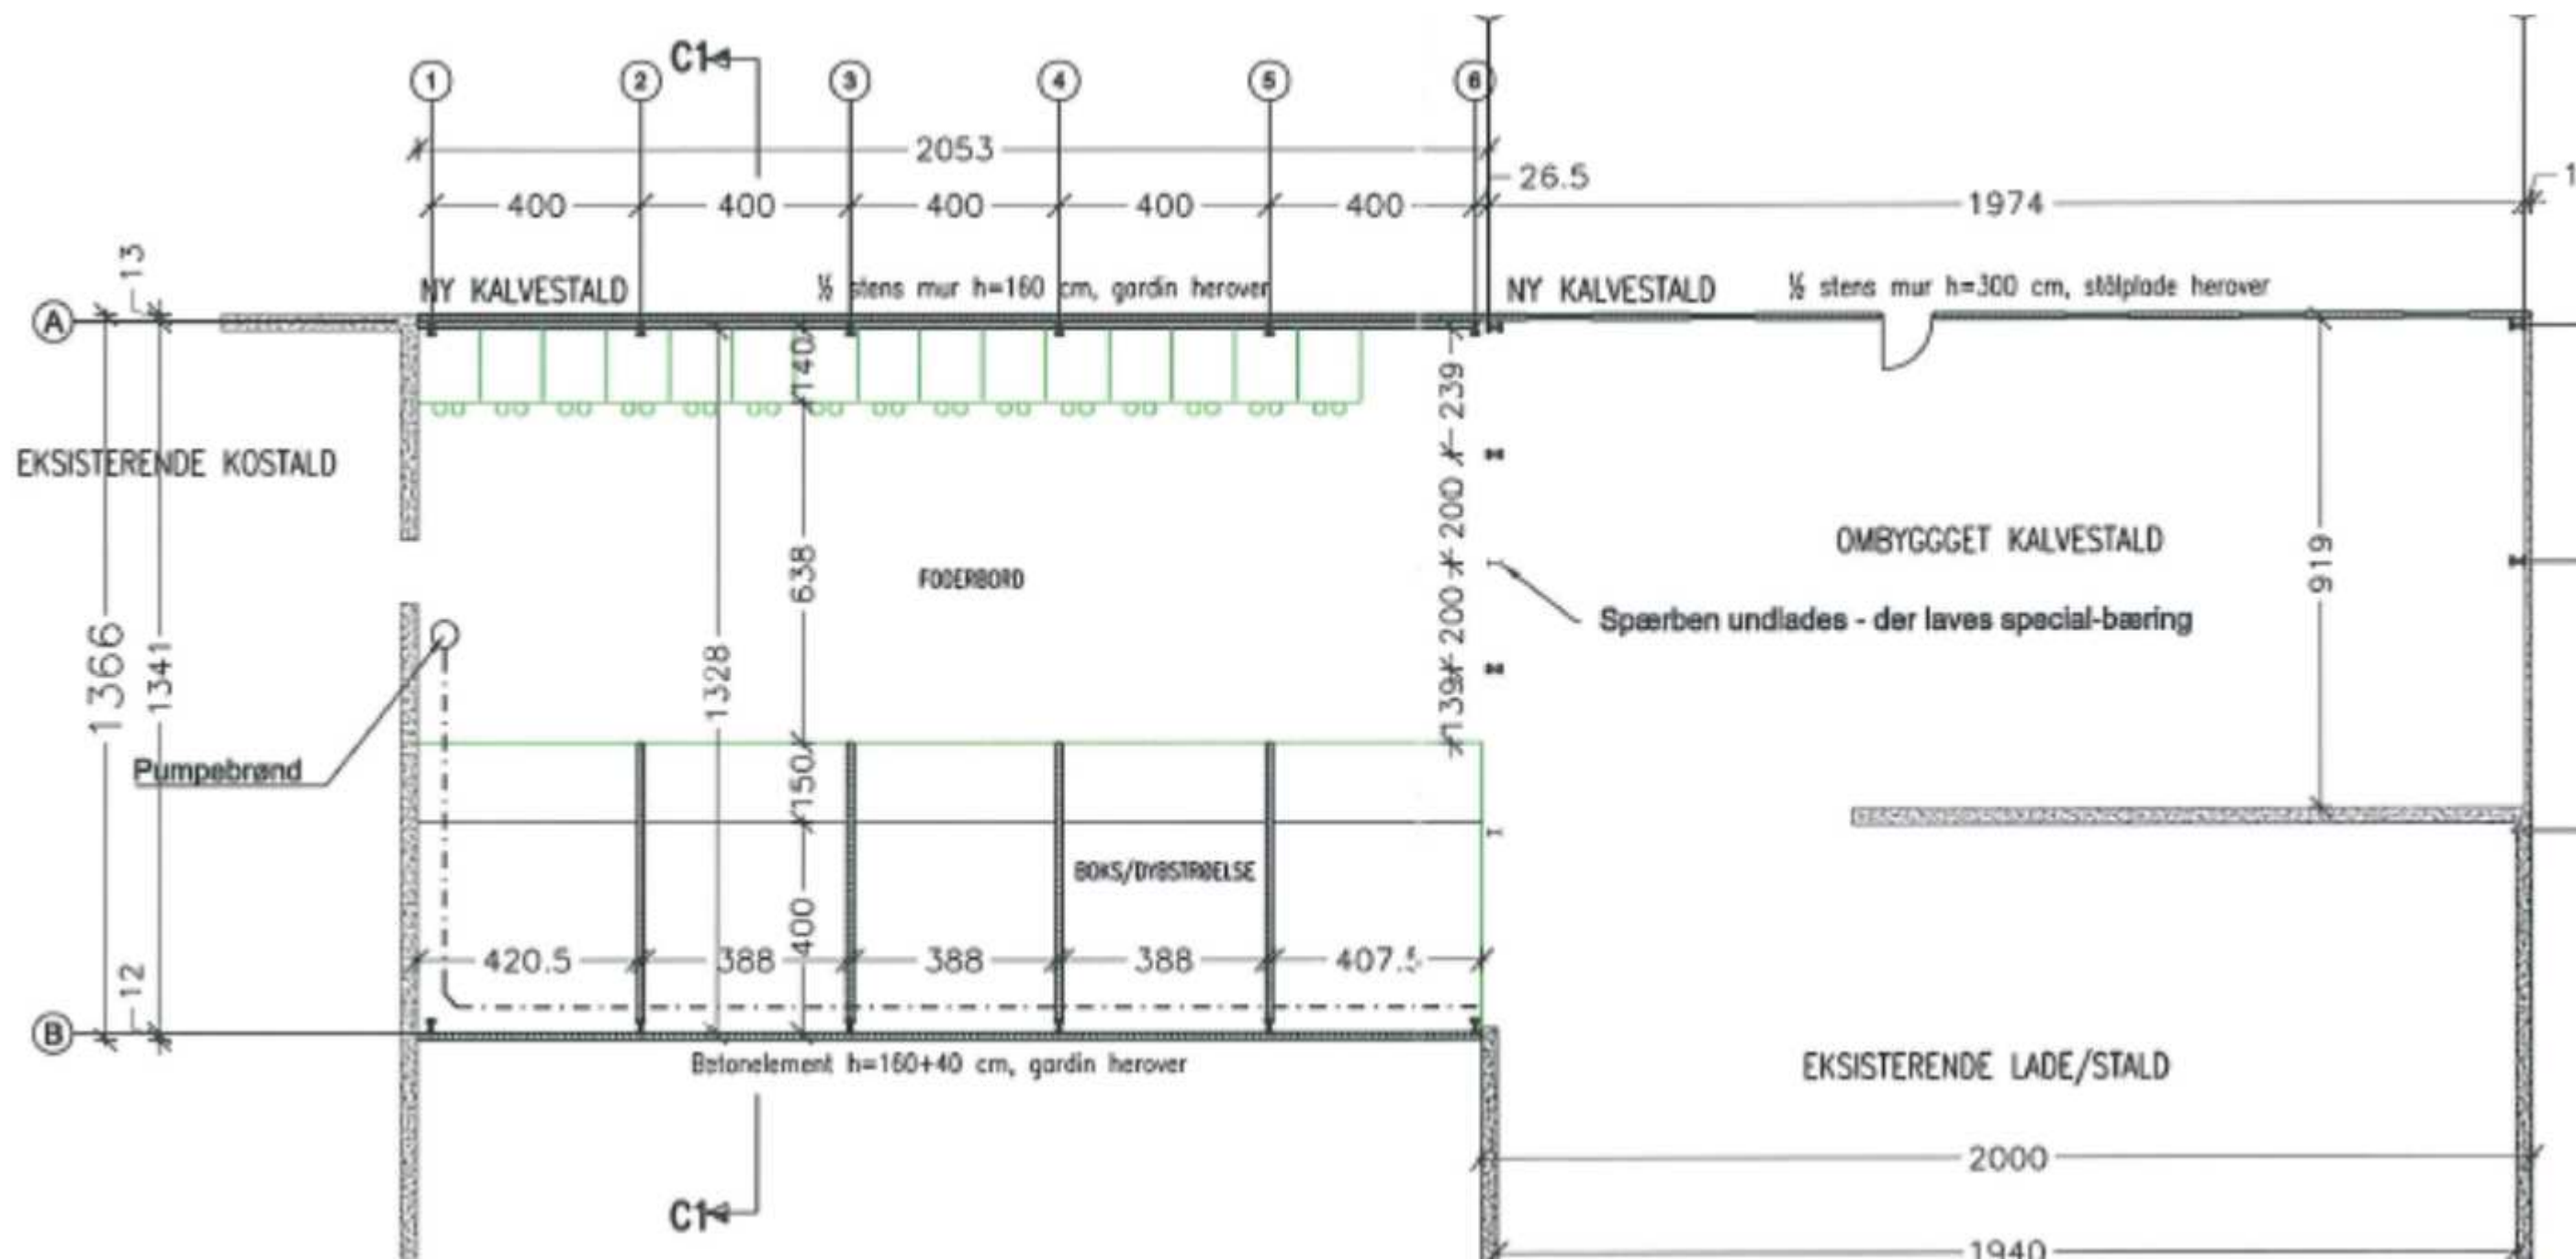 C1
1 2 3 4 5 6
2053
26.5
400 400 400 400 400
1974
1
13
NY KALVESTALD
½ stens mur h=160 cm, gardin herover
NY KALVESTALD
½ stens mur h=300 cm, stålplade herover
A
140
239
EKSISTERENDE KOSTALD
200
OMBYGGGET KALVESTALD
919
638
FODERBORD
200
Spærben undlades - der laves special-bæring
1366
1341
1328
139
Pumpebrønd
150
BOKS/DYBSTRØELSE
400
420.5 388 388 388 407.5
12
B
Betonelement h=160+40 cm, gardin herover
EKSISTERENDE LADE/STALD
2000
C1
1940